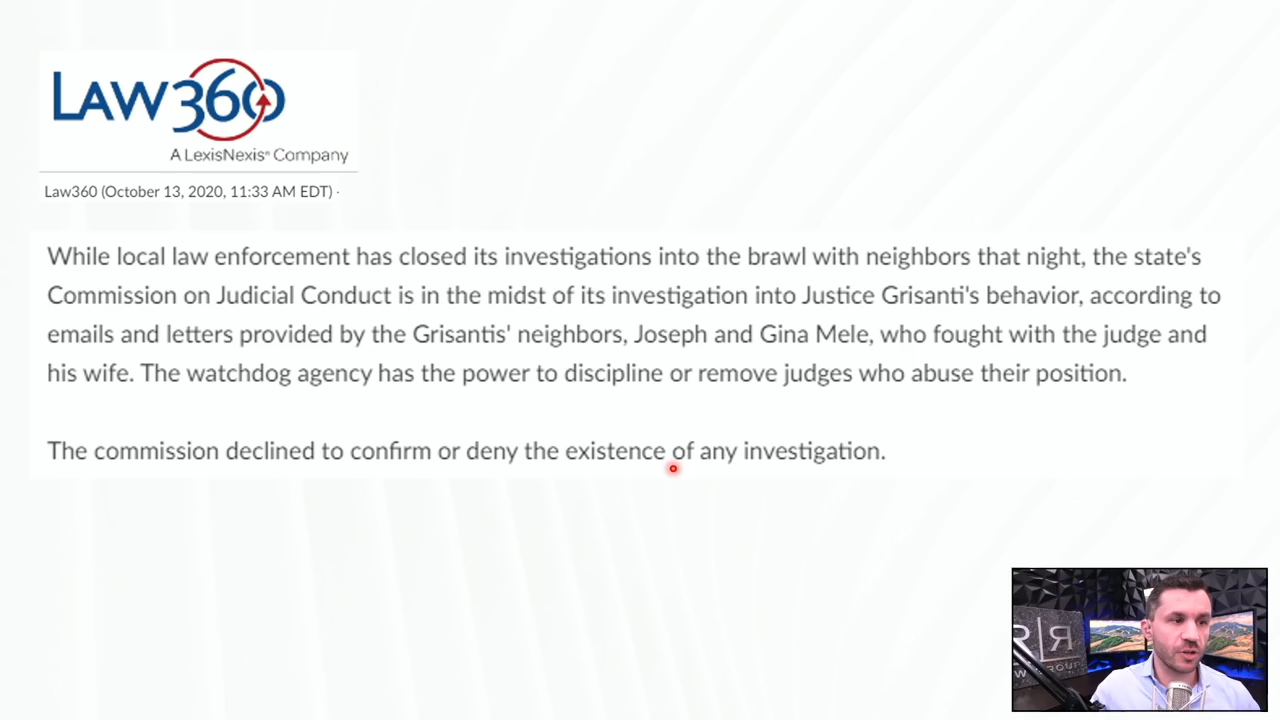 LAW360
A LexisNexis® Company
Law360 (October 13, 2020, 11:33 AM EDT) ·
While local law enforcement has closed its investigations into the brawl with neighbors that night, the state's
Commission on Judicial Conduct is in the midst of its investigation into Justice Grisanti's behavior, according to
emails and letters provided by the Grisantis' neighbors, Joseph and Gina Mele, who fought with the judge and
his wife. The watchdog agency has the power to discipline or remove judges who abuse their position.
The commission declined to confirm or deny the existence of any investigation.
R|R